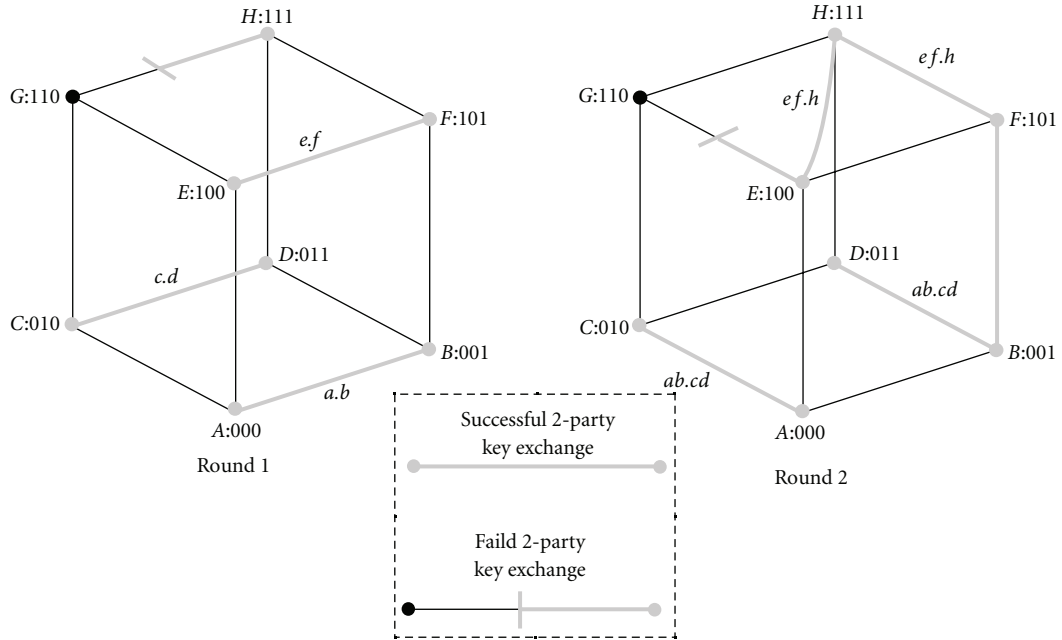 H:111
G:110
F:101
e.f
E:100
D:011
c.d
C:010
B:001
a.b
A:000
Round 1
H:111
ef.h
G:110
ef.h
F:101
E:100
D:011
ab.cd
C:010
B:001
ab.cd
A:000
Round 2
Successful 2-party
key exchange
Faild 2-party
key exchange